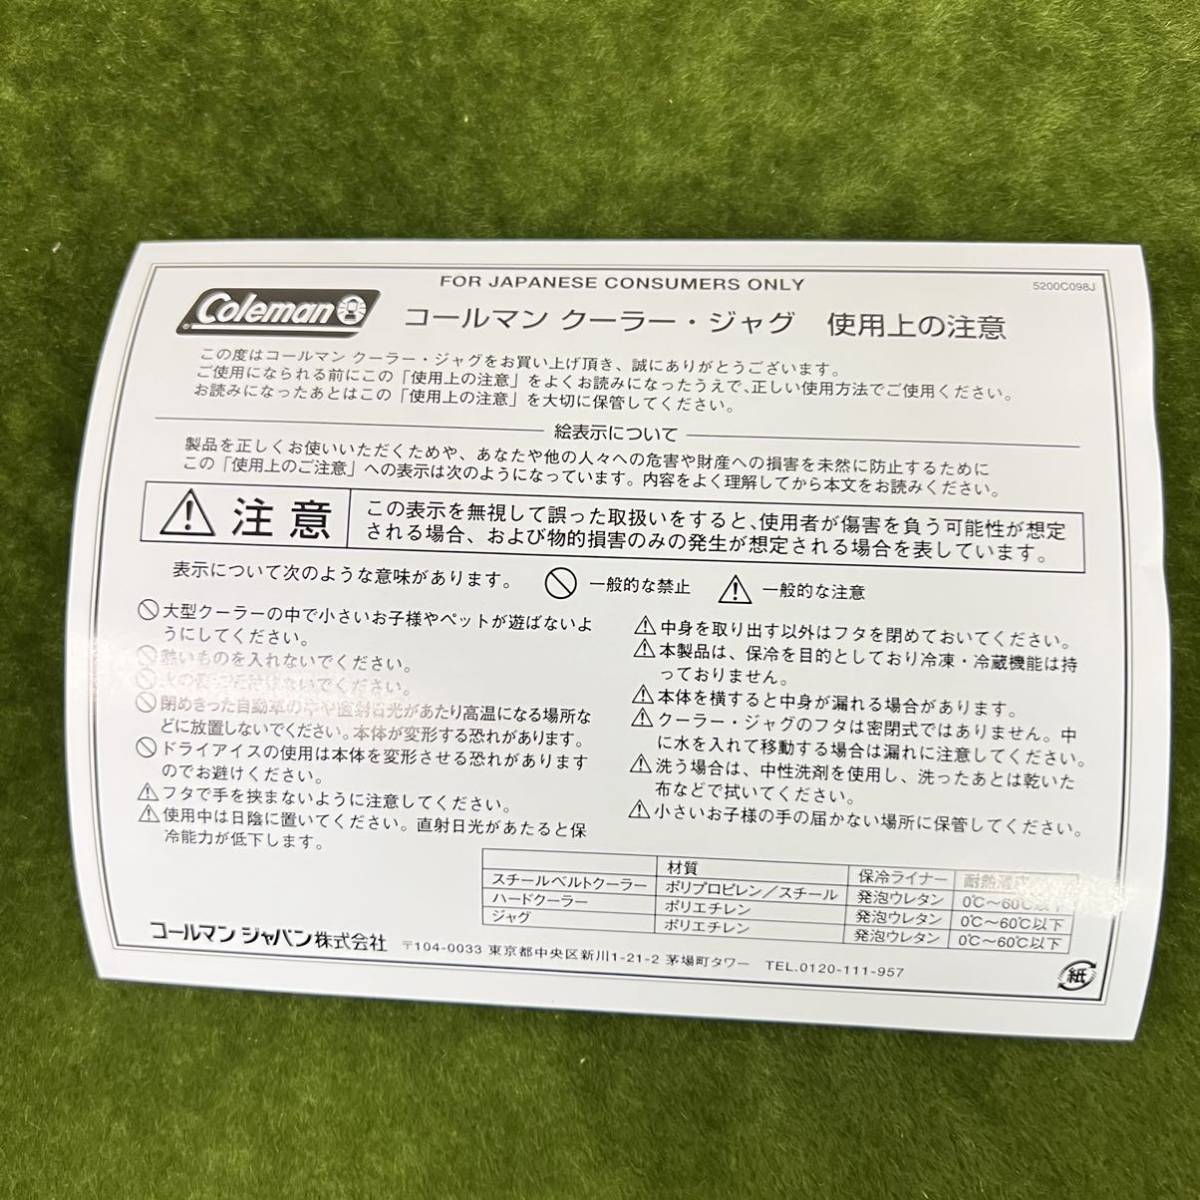 FOR JAPANESE CONSUMERS ONLY
5200C098J
Coleman
コールマン クーラー・ジャグ 使用上の注意
この度はコールマン クーラー・ジャグをお買い上げ頂き、誠にありがとうございます。
ご使用になられる前にこの「使用上の注意」をよくお読みになったうえで、正しい使用方法でご使用ください。
お読みになったあとはこの「使用上の注意」を大切に保管してください。
絵表示について
製品を正しくお使いいただくためや、あなたや他の人々への危害や財産への損害を未然に防止するために
この「使用上のご注意」への表示は次のようになっています。内容をよく理解してから本文をお読みください。
注意
この表示を無視して誤った取扱いをすると、使用者が傷害を負う可能性が想定
される場合、および物的損害のみの発生が想定される場合を表しています。
表示について次のような意味があります。 一般的な禁止 一般的な注意
大型クーラーの中で小さいお子様やペットが遊ばないよ
うにしてください。
熱いものを入れないでください。
火の ないでください。
閉めきった自動車の中や直射日光があたり高温になる場所な
どに放置しないでください。本体が変形する恐れがあります。
ドライアイスの使用は本体を変形させる恐れがあります
のでお避けください。
フタで手を挟まないように注意してください。
使用中は日陰に置いてください。直射日光があたると保
冷能力が低下します。
中身を取り出す以外はフタを閉めておいてください。
本製品は、保冷を目的としており冷凍・冷蔵機能は持
っておりません。
本体を横すると中身が漏れる場合があります。
クーラー・ジャグのフタは密閉式ではありません。中
に水を入れて移動する場合は漏れに注意してください。
洗う場合は、中性洗剤を使用し、洗ったあとは乾いた
布などで拭いてください。
小さいお子様の手の届かない場所に保管してください。
材質 保冷ライナー 耐熱温度
スチールベルトクーラー ポリプロピレン／スチール 発泡ウレタン 0℃～60℃以下
ハードクーラー ポリエチレン 発泡ウレタン 0℃～60℃以下
ジャグ ポリエチレン 発泡ウレタン 0℃～60℃以下
コールマン ジャパン株式会社 〒104-0033 東京都中央区新川1-21-2 茅場町タワー TEL.0120-111-957
紙